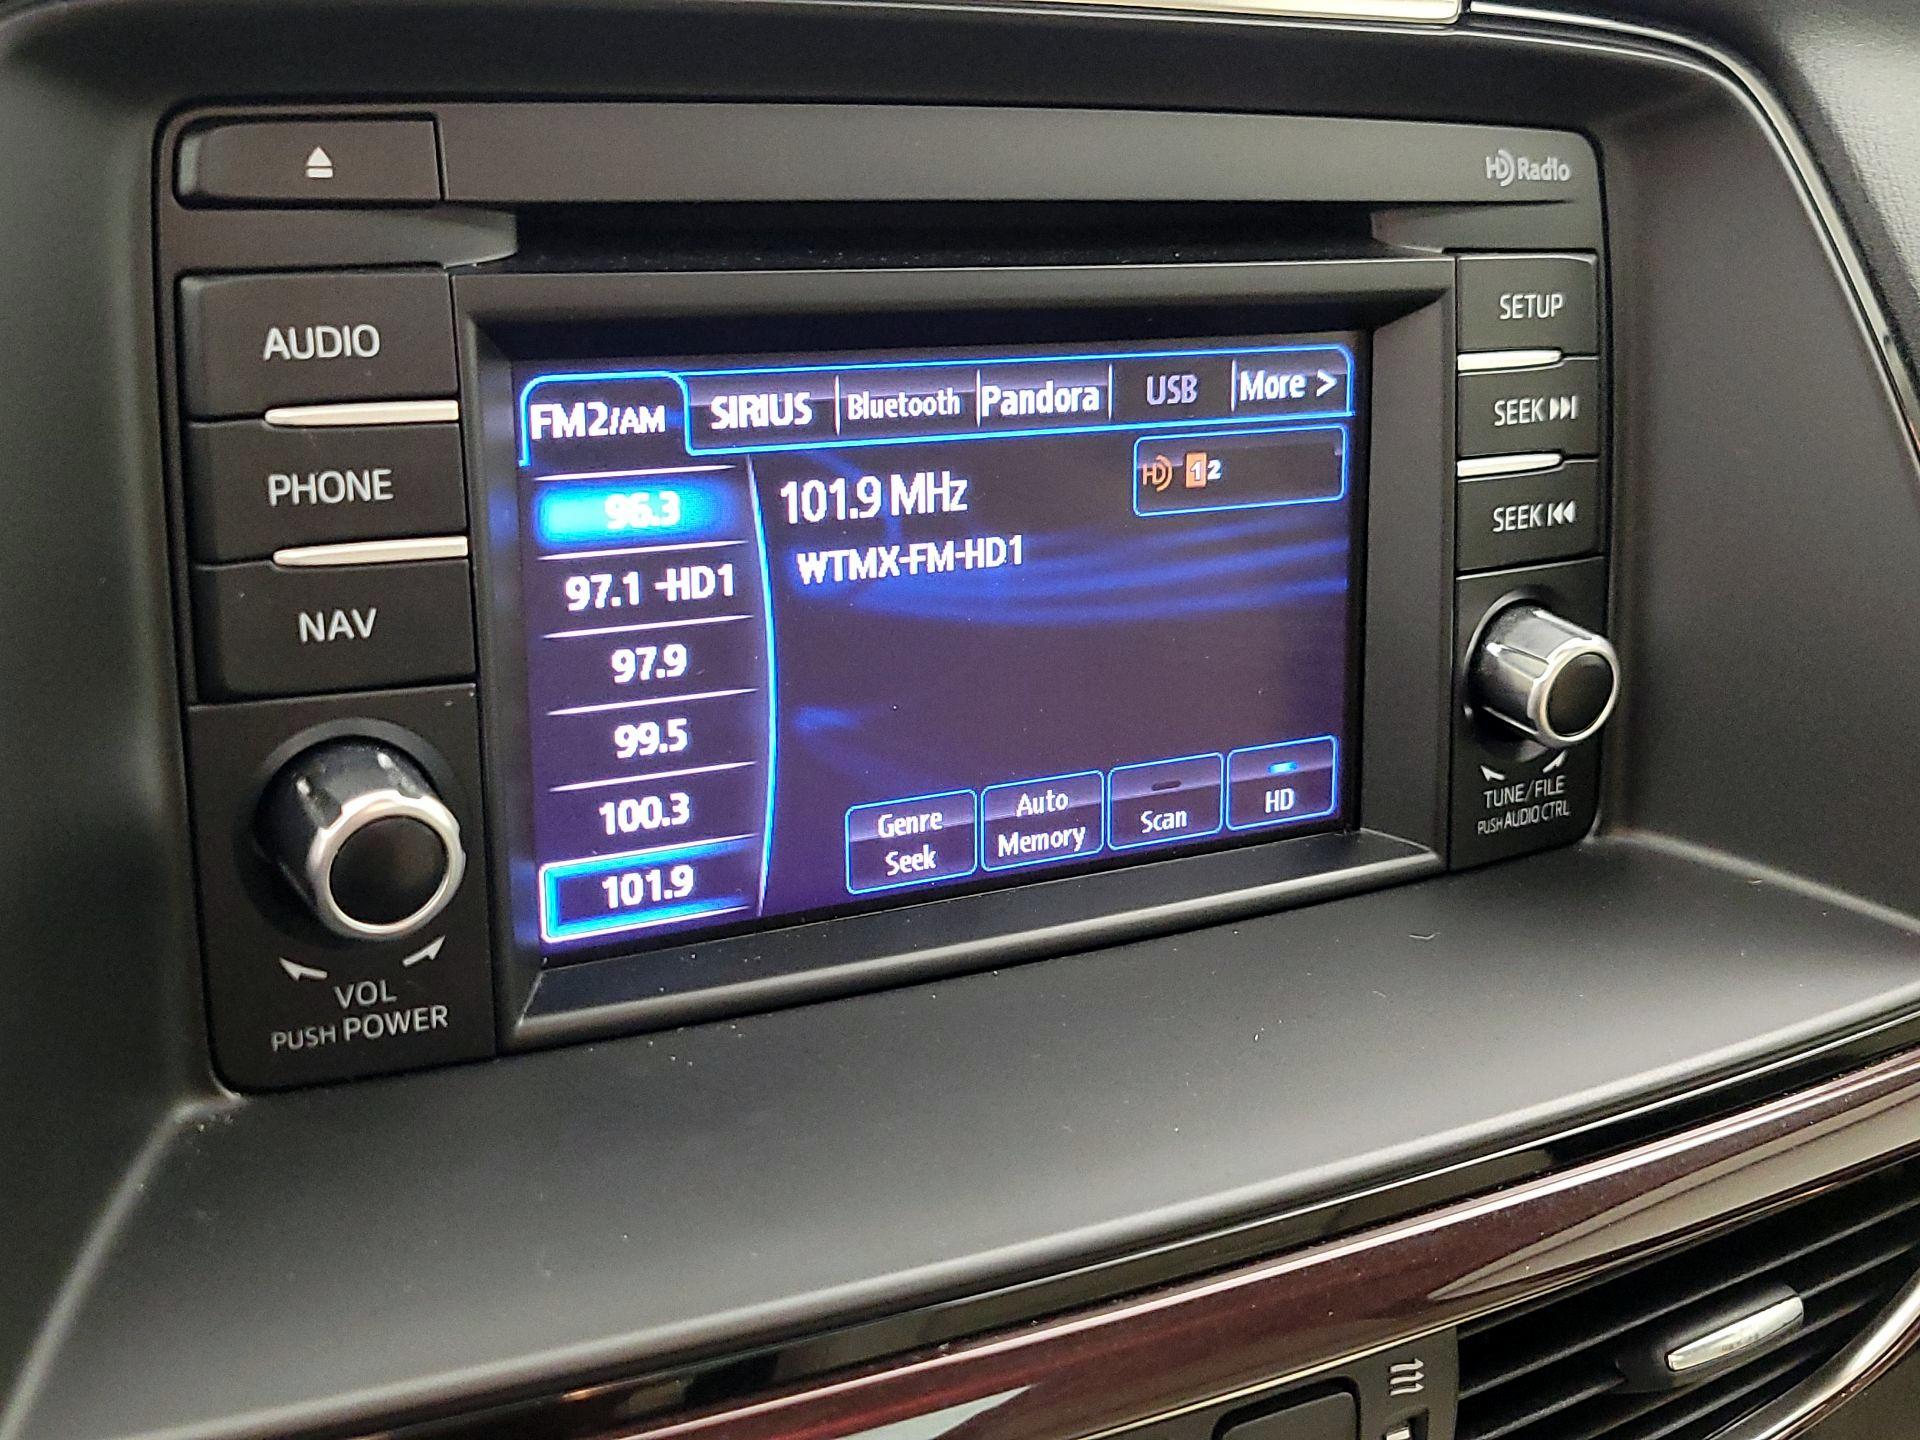 HD Radio
AUDIO
PHONE
NAV
VOL
PUSH POWER
FM2/AM
SIRIUS
Bluetooth
Pandora
USB
More >
96.3
97.1 -HD1
97.9
99.5
100.3
101.9
101.9 MHz
HD 1 2
WTMX-FM-HD1
Genre
Seek
Auto
Memory
Scan
HD
SETUP
SEEK
SEEK
TUNE/FILE
PUSH AUDIO CTRL